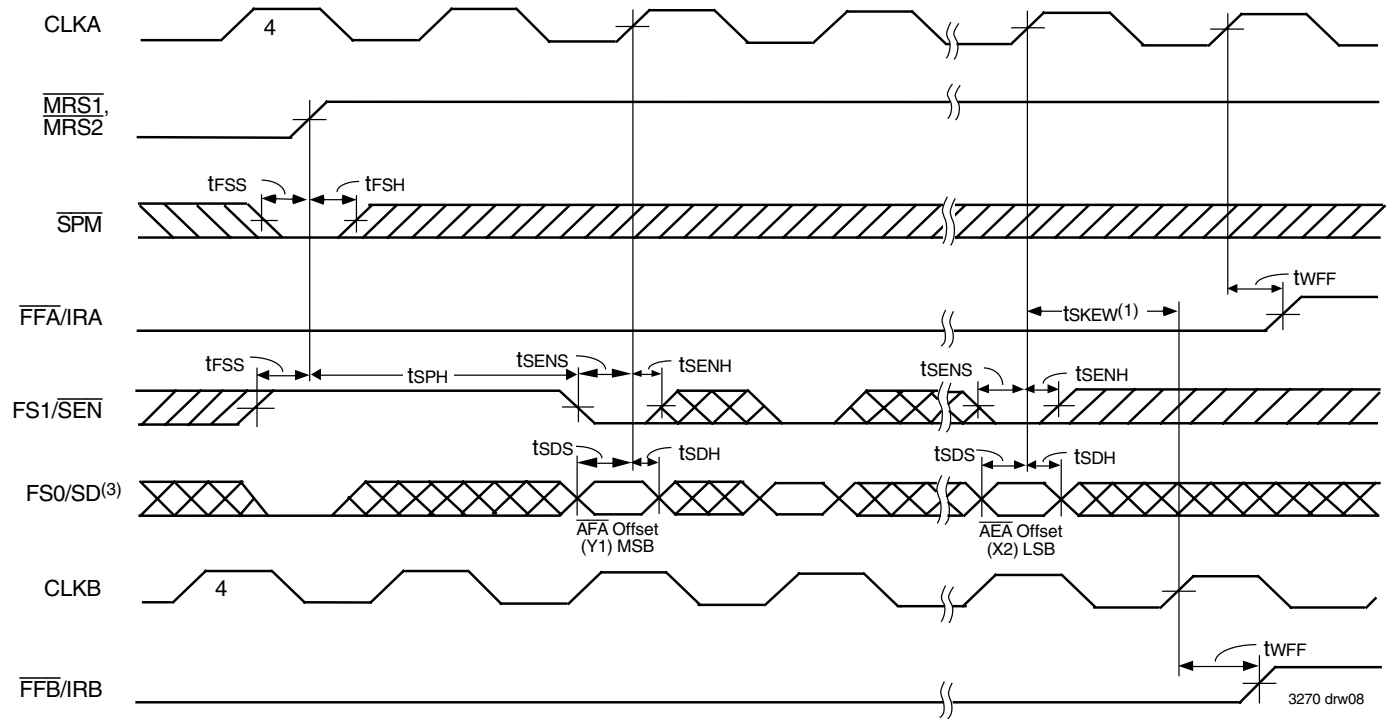 CLKA
4
MRS1,
MRS2
tFSS
tFSH
SPM
tWFF
FFA/IRA
tSKEW(1)
tFSS
tSPH
tSENS
tSENH
tSENS
tSENH
FS1/SEN
tSDS
tSDH
tSDS
tSDH
FS0/SD(3)
AFA Offset
(Y1) MSB
AEA Offset
(X2) LSB
CLKB
4
tWFF
FFB/IRB
3270 drw08